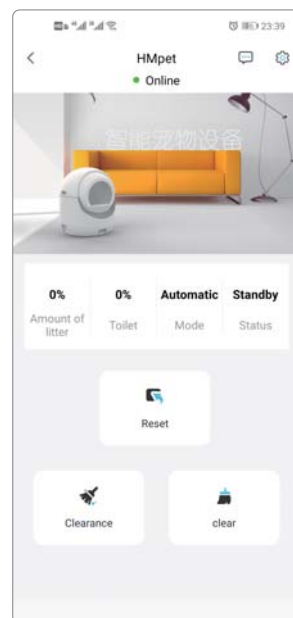 23:39
HMpet
Online
智能宠物设备
0%
0%
Automatic
Standby
Amount of litter
Toilet
Mode
Status
Reset
Clearance
clear